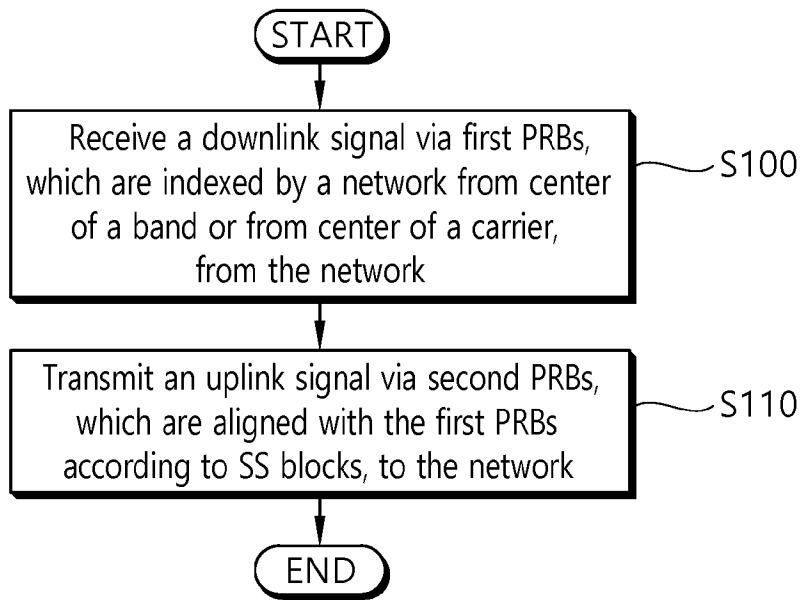 START
Receive a downlink signal via first PRBs,
which are indexed by a network from center
of a band or from center of a carrier,
from the network
S100
Transmit an uplink signal via second PRBs,
which are aligned with the first PRBs
according to SS blocks, to the network
S110
END